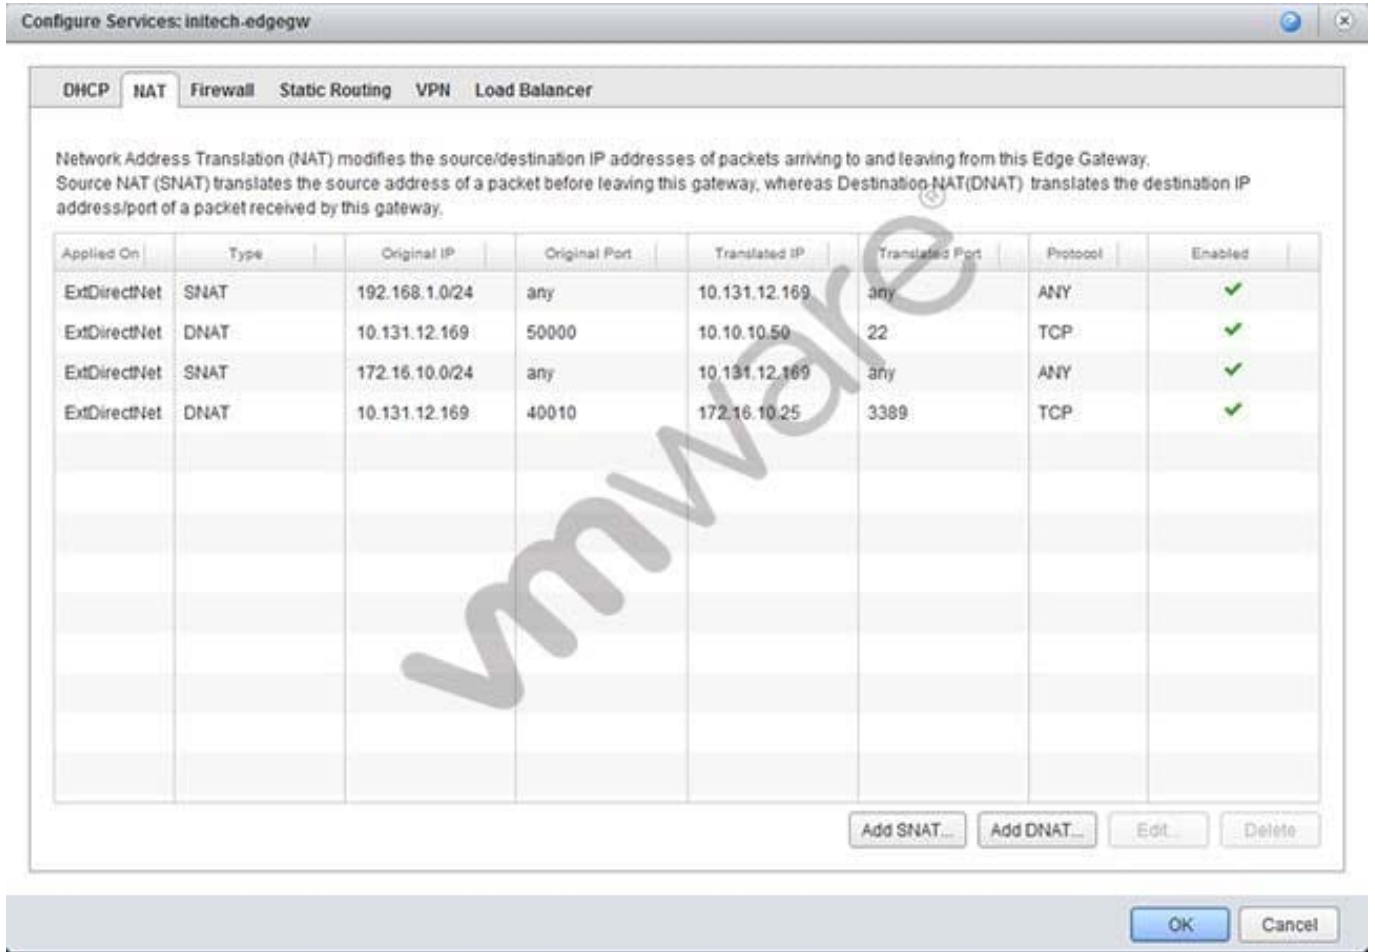 Configure Services: initech-edgegw
DHCP NAT Firewall Static Routing VPN Load Balancer
Network Address Translation (NAT) modifies the source/destination IP addresses of packets arriving to and leaving from this Edge Gateway.
Source NAT (SNAT) translates the source address of a packet before leaving this gateway, whereas Destination NAT(DNAT) translates the destination IP
address/port of a packet received by this gateway.
Applied On Type Original IP Original Port Translated IP Translated Port Protocol Enabled
ExtDirectNet SNAT 192.168.1.0/24 any 10.131.12.169 any ANY ✔
ExtDirectNet DNAT 10.131.12.169 50000 10.10.10.50 22 TCP ✔
ExtDirectNet SNAT 172.16.10.0/24 any 10.131.12.169 any ANY ✔
ExtDirectNet DNAT 10.131.12.169 40010 172.16.10.25 3389 TCP ✔
vmware®
Add SNAT... Add DNAT... Edit... Delete
OK Cancel